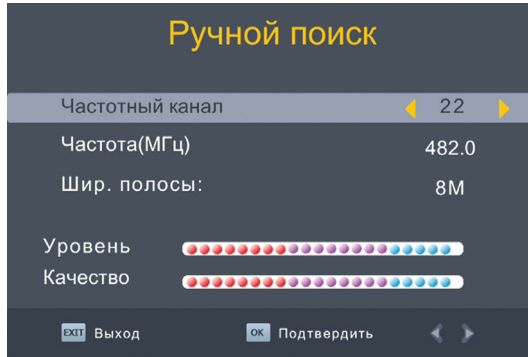 Ручной поиск
Частотный канал 22
Частота(МГц) 482.0
Шир. полосы: 8M
Уровень
Качество
EXIT Выход OK Подтвердить